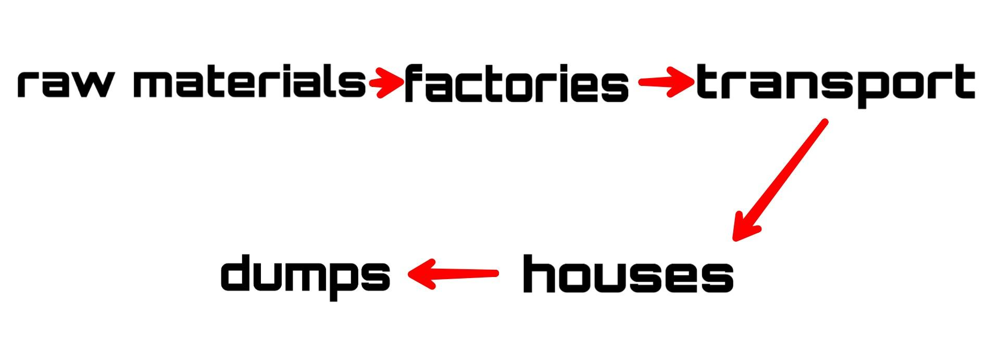 raw materials factories transport
dumps houses